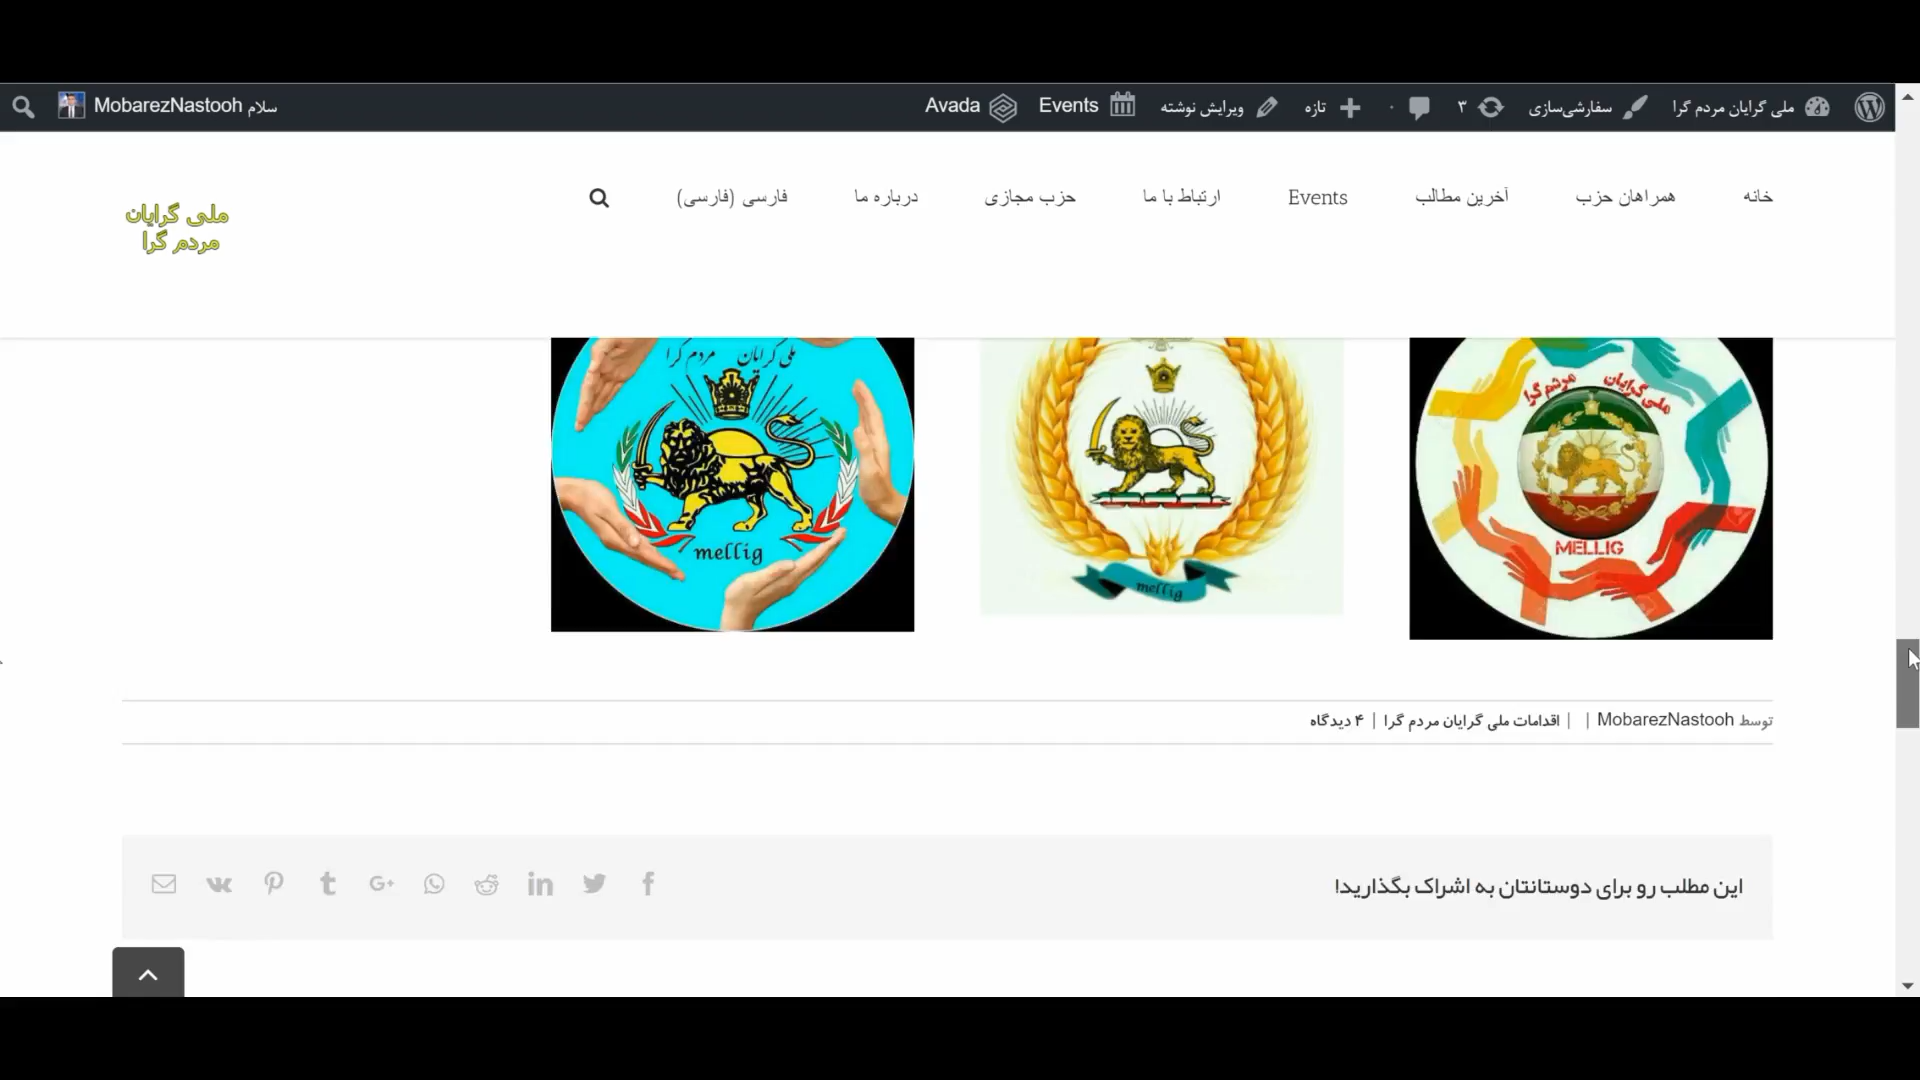 ملی گرایان مردم گرا
سفارشی‌سازی
۳
۰
تازه
ویرایش نوشته
Events
Avada
سلام MobarezNastooh
خانه
همراهان حزب
آخرین مطالب
Events
ارتباط با ما
حزب مجازی
درباره ما
فارسی (فارسی)
ملی گرایان
مردم گرا
ملی گرایان مردم گرا
MELLIG
mellig
ملی گرایان مردم گرا
mellig
توسط MobarezNastooh | | اقدامات ملی گرایان مردم گرا | ۴ دیدگاه
این مطلب رو برای دوستانتان به اشراک بگذارید!